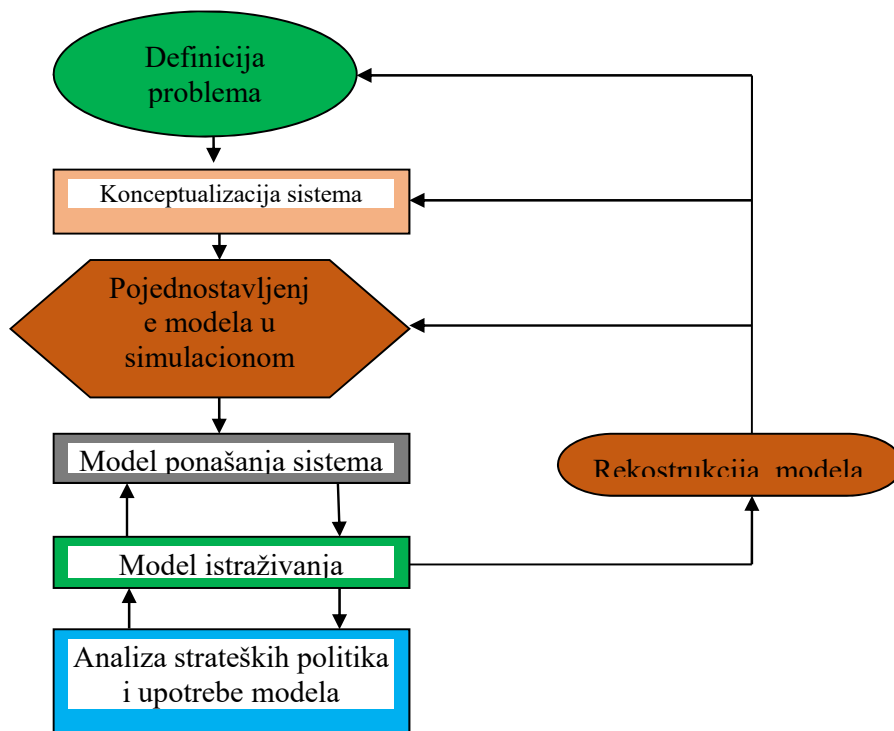 Definicija
problema
Konceptualizacija sistema
Pojednostavljenj
e modela u
simulacionom
Model ponašanja sistema
Rekostrukcija modela
Model istraživanja
Analiza strateških politika
i upotrebe modela